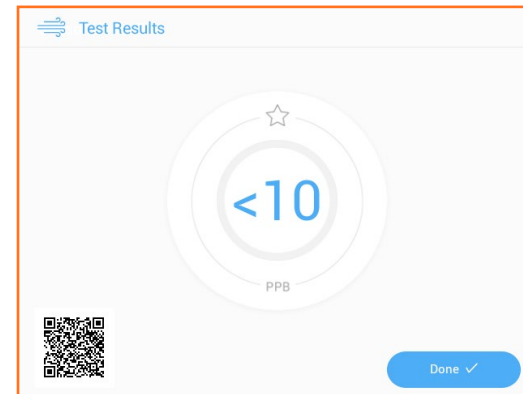 Test Results
<10
PPB
Done ✓